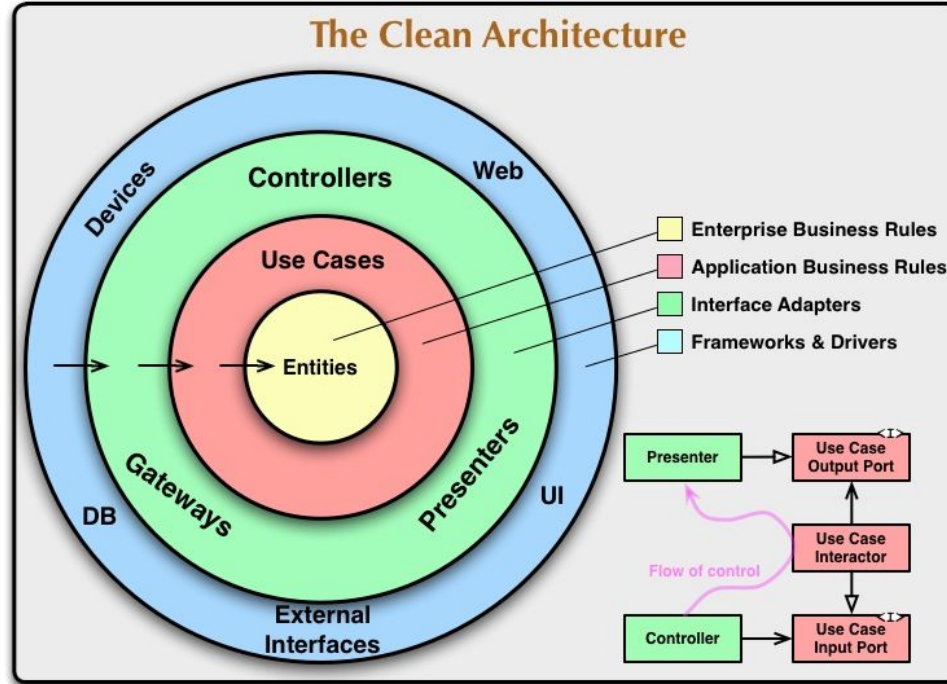 The Clean Architecture
Devices
Web
Controllers
Use Cases
Entities
Gateways
Presenters
DB
UI
External
Interfaces
Enterprise Business Rules
Application Business Rules
Interface Adapters
Frameworks & Drivers
Presenter
<I>
Use Case
Output Port
Use Case
Interactor
Flow of control
Controller
<I>
Use Case
Input Port